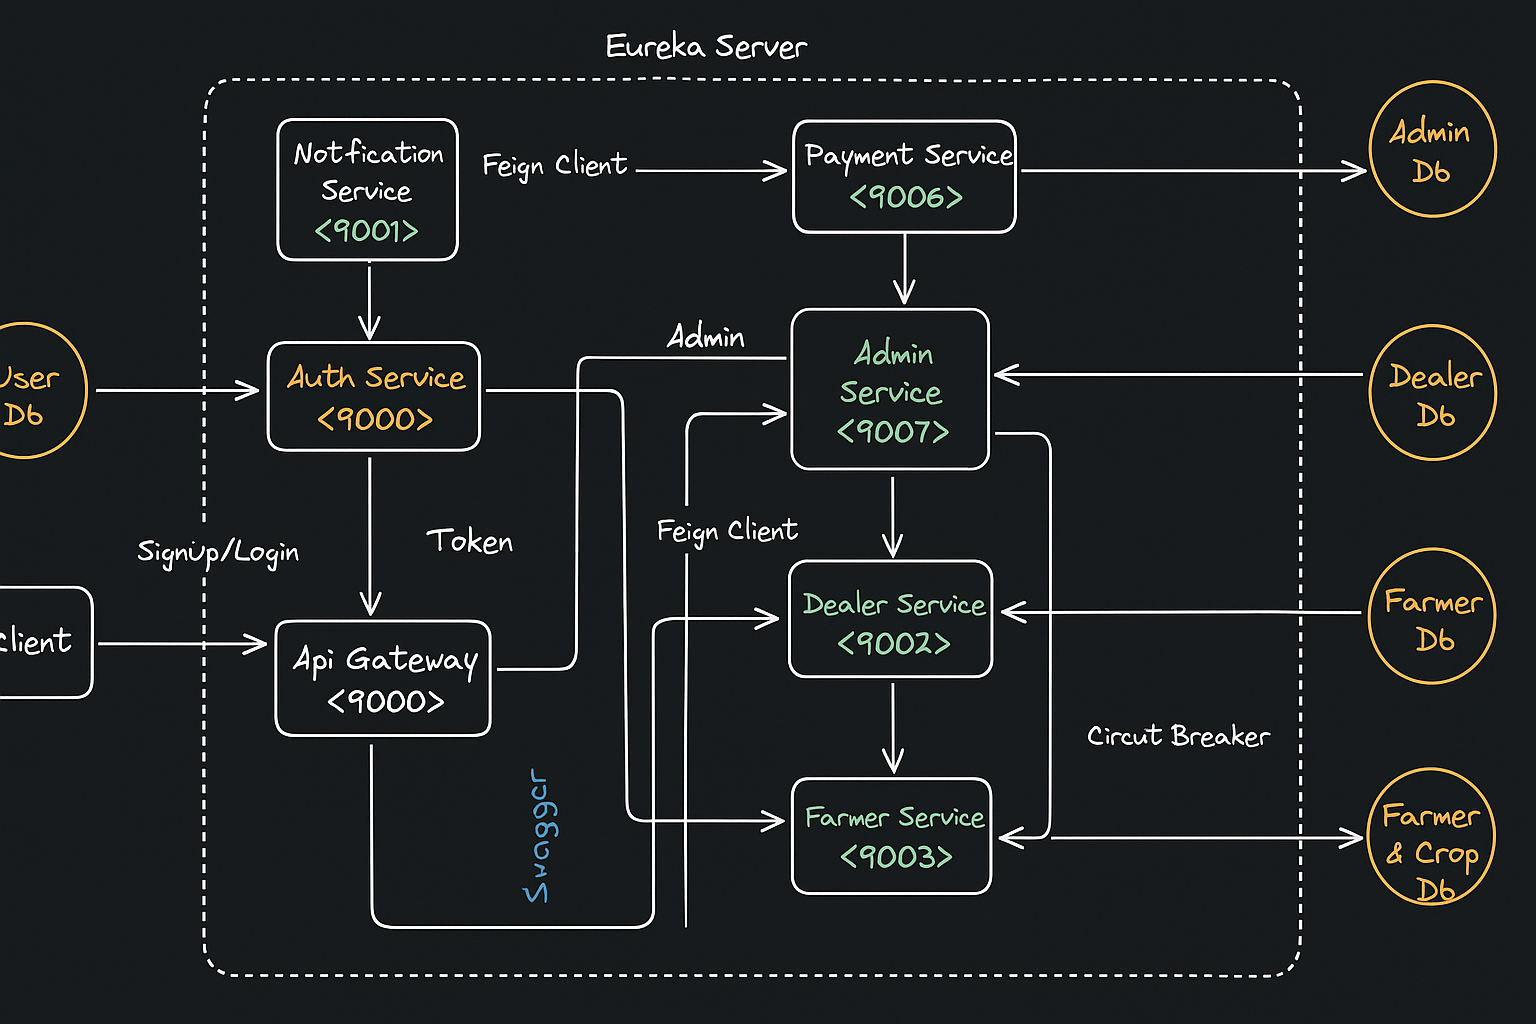 Eureka Server
Notfication
Service
<9001>
Feign Client
Payment Service
<9006>
Admin
Db
User
Db
Auth Service
<9000>
Admin
Admin
Service
<9007>
Dealer
Db
Signup/Login
Token
Feign Client
Client
Api Gateway
<9000>
Dealer Service
<9002>
Farmer
Db
Circut Breaker
Swagger
Farmer Service
<9003>
Farmer
& Crop
Db